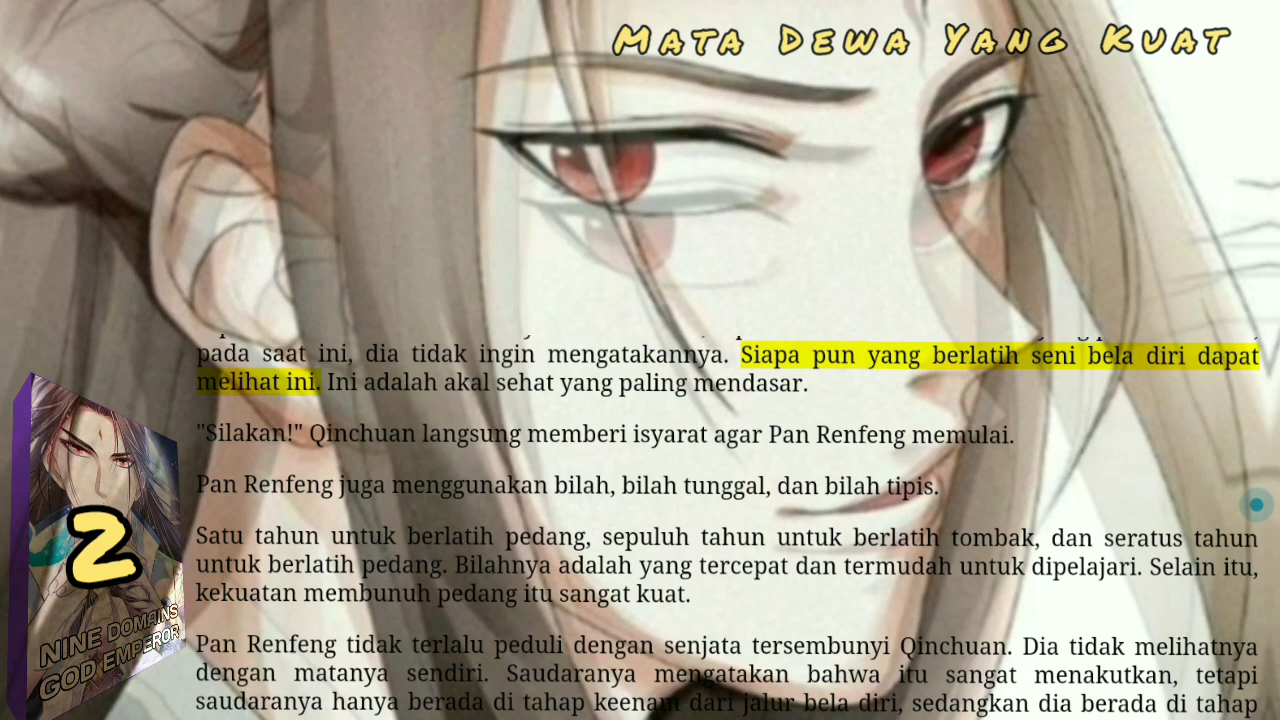 Mata Dewa Yang Kuat
pada saat ini, dia tidak ingin mengatakannya. Siapa pun yang berlatih seni bela diri dapat
melihat ini. Ini adalah akal sehat yang paling mendasar.
"Silakan!" Qinchuan langsung memberi isyarat agar Pan Renfeng memulai.
Pan Renfeng juga menggunakan bilah, bilah tunggal, dan bilah tipis.
Satu tahun untuk berlatih pedang, sepuluh tahun untuk berlatih tombak, dan seratus tahun
untuk berlatih pedang. Bilahnya adalah yang tercepat dan termudah untuk dipelajari. Selain itu,
kekuatan membunuh pedang itu sangat kuat.
Pan Renfeng tidak terlalu peduli dengan senjata tersembunyi Qinchuan. Dia tidak melihatnya
dengan matanya sendiri. Saudaranya mengatakan bahwa itu sangat menakutkan, tetapi
saudaranya hanya berada di tahap keenam dari jalur bela diri, sedangkan dia berada di tahap
2
NINE DOMAINS
GOD EMPEROR